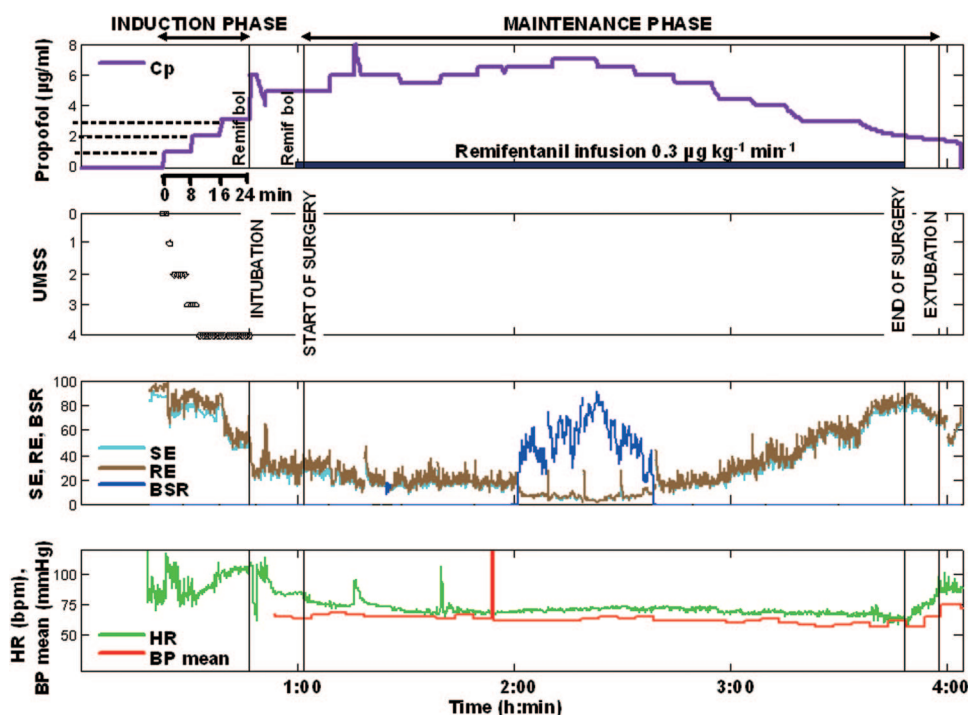 INDUCTION PHASE
MAINTENANCE PHASE
Propofol (µg/ml)
8
6
4
2
0
Cp
Remif bol
Remif bol
Remifentanil infusion 0.3 µg kg⁻¹ min⁻¹
0 8 16 24 min
UMSS
0
1
2
3
4
INTUBATION
START OF SURGERY
END OF SURGERY
EXTUBATION
SE, RE, BSR
100
80
60
40
20
0
SE
RE
BSR
HR (bpm),
BP mean (mmHg)
100
75
50
HR
BP mean
1:00 2:00 3:00 4:00
Time (h:min)